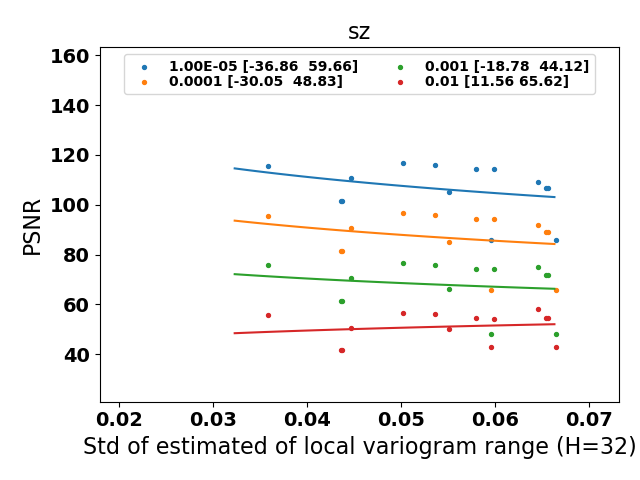 sz
1.00E-05 [-36.86  59.66]
0.0001 [-30.05  48.83]
0.001 [-18.78  44.12]
0.01 [11.56 65.62]
160
140
120
100
80
60
40
PSNR
0.02 0.03 0.04 0.05 0.06 0.07
Std of estimated of local variogram range (H=32)